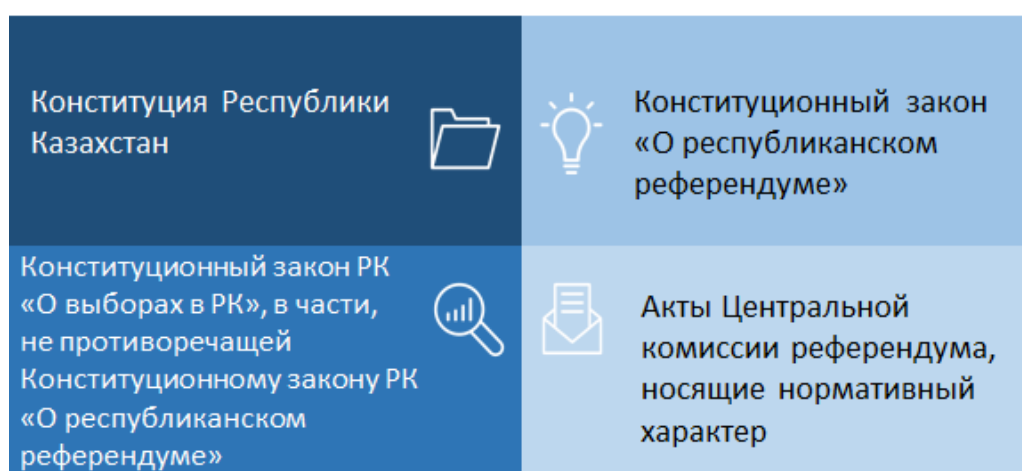 Конституция Республики
Казахстан
Конституционный закон
«О республиканском
референдуме»
Конституционный закон РК
«О выборах в РК», в части,
не противоречащей
Конституционному закону РК
«О республиканском
референдуме»
Акты Центральной
комиссии референдума,
носящие нормативный
характер